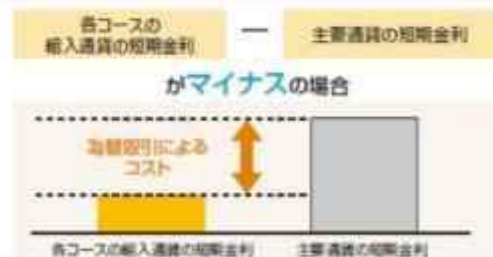 各コースの
組入通貨の短期金利
ー
主要通貨の短期金利
がマイナスの場合
為替取引による
コスト
各コースの組入通貨の短期金利
主要通貨の短期金利